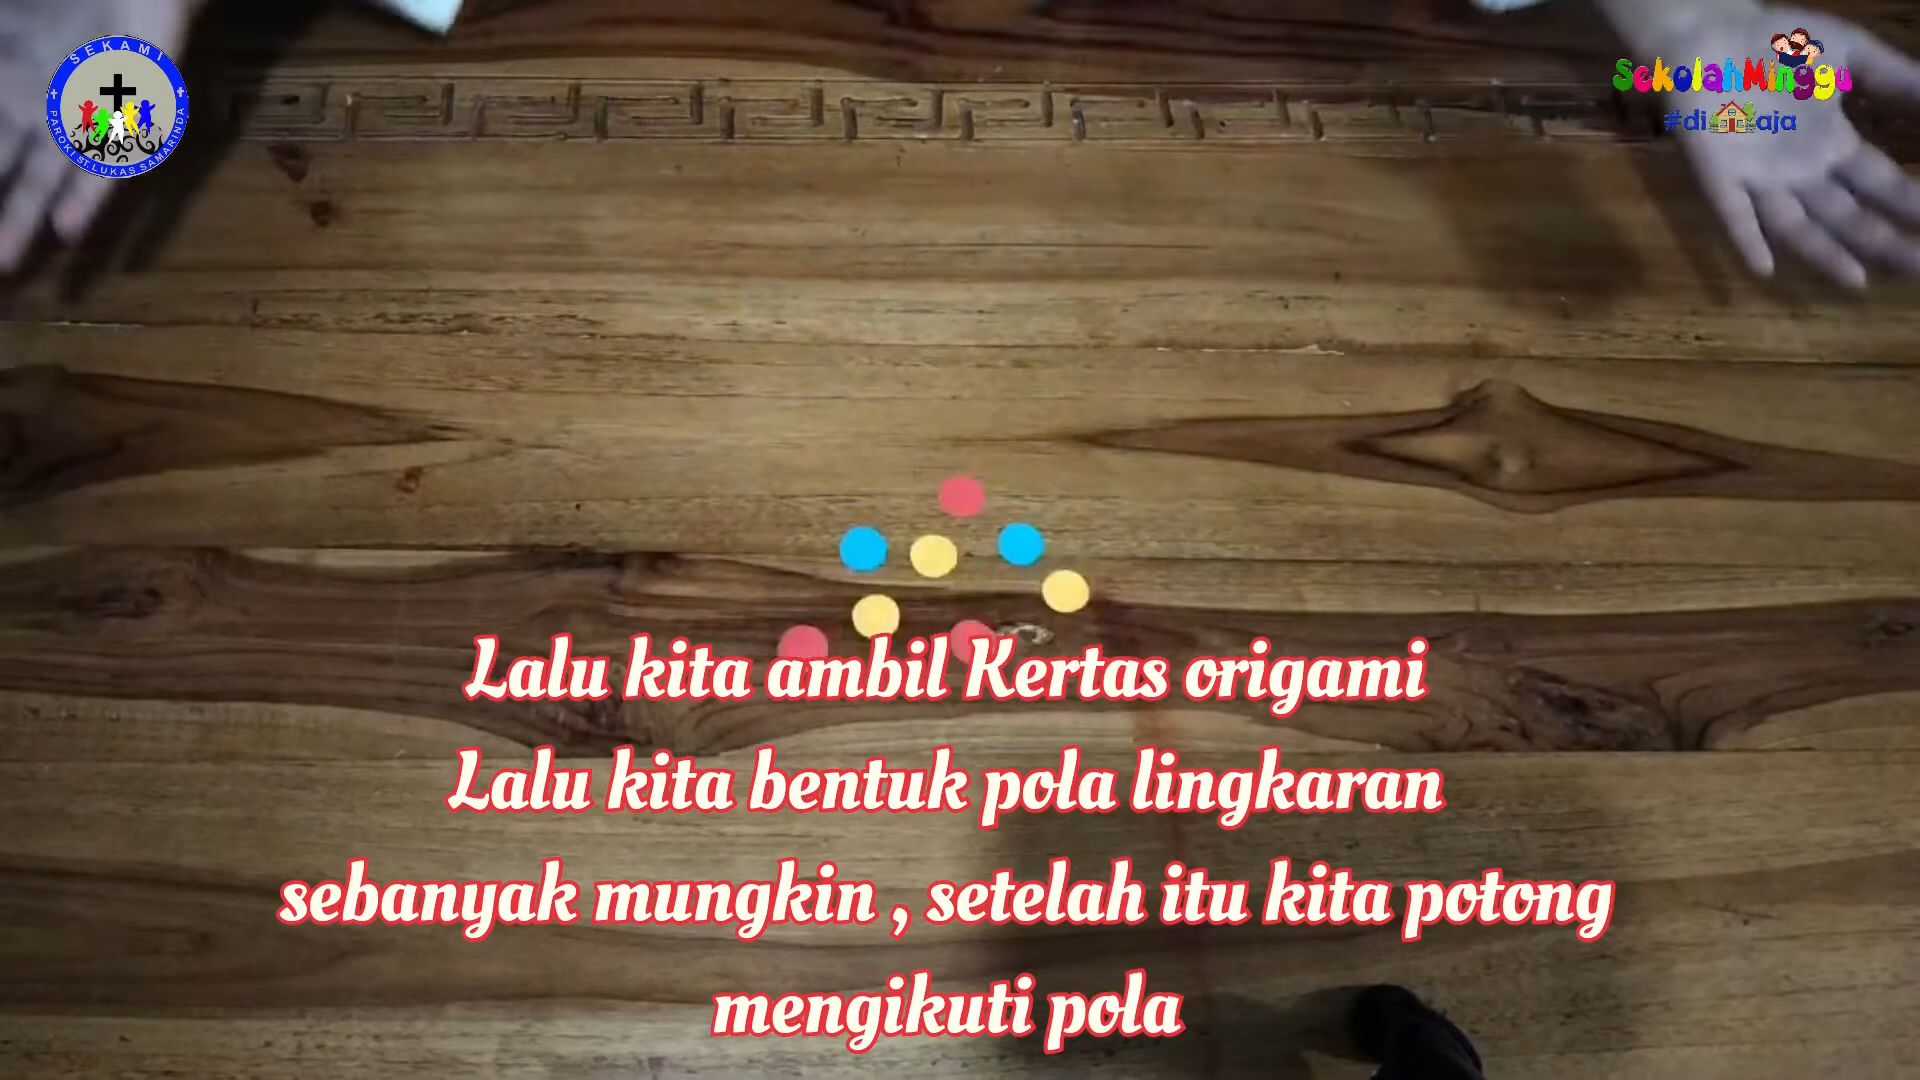 SEKAMI
PAROKI ST. LUKAS SAMARINDA
SekolahMinggu
#di aja
Lalu kita ambil Kertas origami
Lalu kita bentuk pola lingkaran
sebanyak mungkin , setelah itu kita potong
mengikuti pola